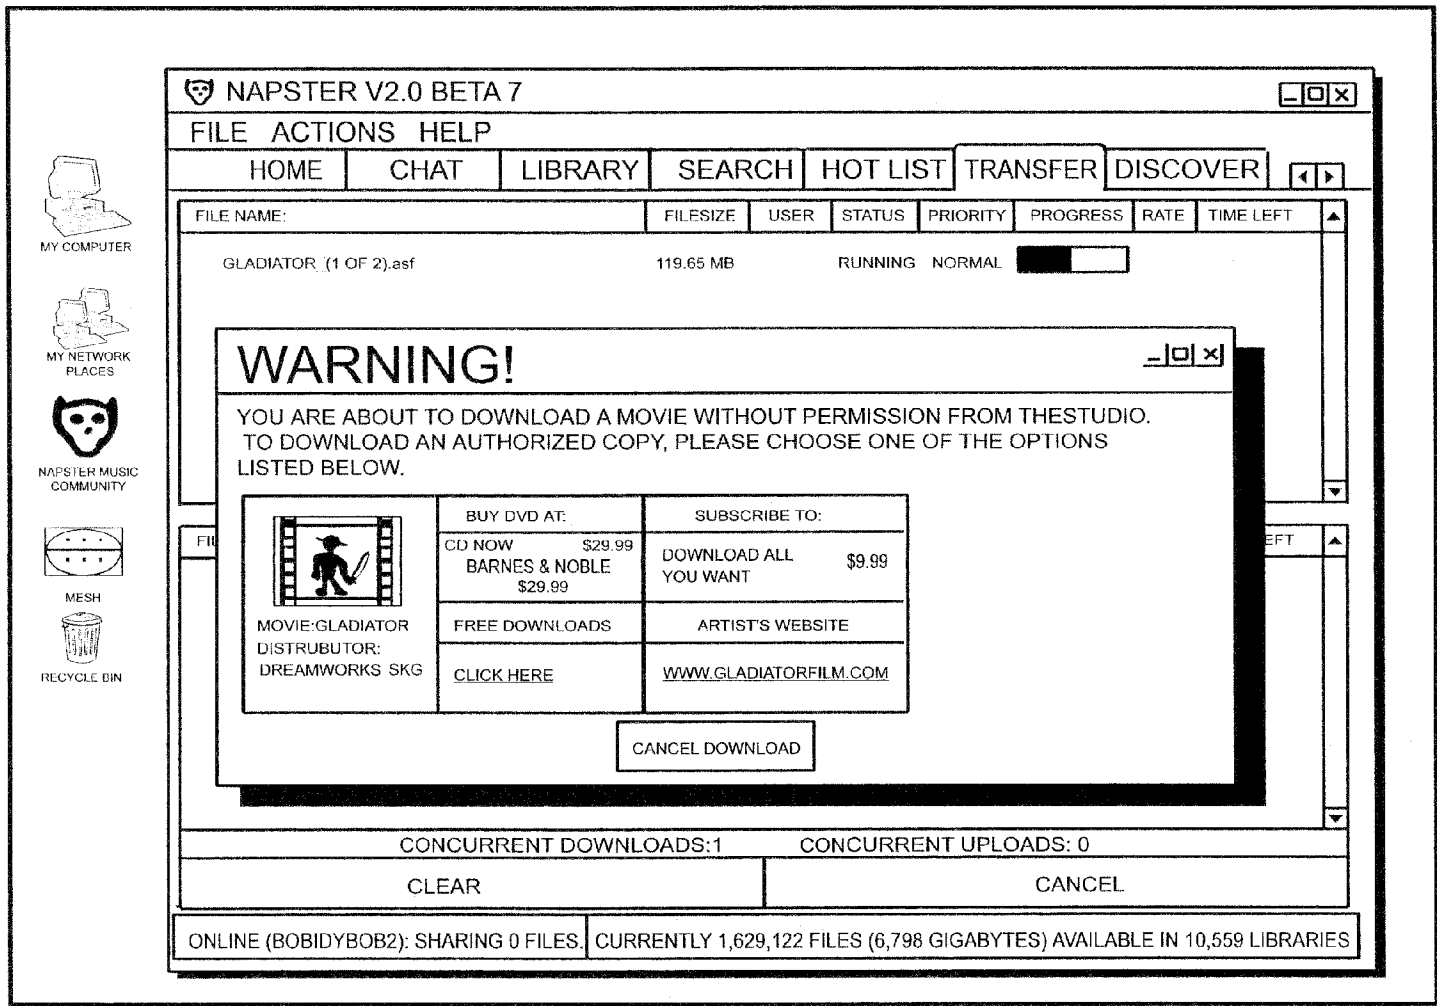 NAPSTER V2.0 BETA 7
FILE ACTIONS HELP
HOME CHAT LIBRARY SEARCH HOT LIST TRANSFER DISCOVER
FILE NAME: FILESIZE USER STATUS PRIORITY PROGRESS RATE TIME LEFT
GLADIATOR (1 OF 2).asf 119.65 MB RUNNING NORMAL
MY COMPUTER
MY NETWORK
PLACES
NAPSTER MUSIC
COMMUNITY
MESH
RECYCLE BIN
WARNING!
YOU ARE ABOUT TO DOWNLOAD A MOVIE WITHOUT PERMISSION FROM THESTUDIO.
TO DOWNLOAD AN AUTHORIZED COPY, PLEASE CHOOSE ONE OF THE OPTIONS
LISTED BELOW.
MOVIE:GLADIATOR
DISTRUBUTOR:
DREAMWORKS SKG
BUY DVD AT:
CD NOW $29.99
BARNES & NOBLE
$29.99
FREE DOWNLOADS
CLICK HERE
SUBSCRIBE TO:
DOWNLOAD ALL
YOU WANT
$9.99
ARTIST'S WEBSITE
WWW.GLADIATORFILM.COM
CANCEL DOWNLOAD
FIL EFT
CONCURRENT DOWNLOADS:1 CONCURRENT UPLOADS: 0
CLEAR CANCEL
ONLINE (BOBIDYBOB2): SHARING 0 FILES. CURRENTLY 1,629,122 FILES (6,798 GIGABYTES) AVAILABLE IN 10,559 LIBRARIES